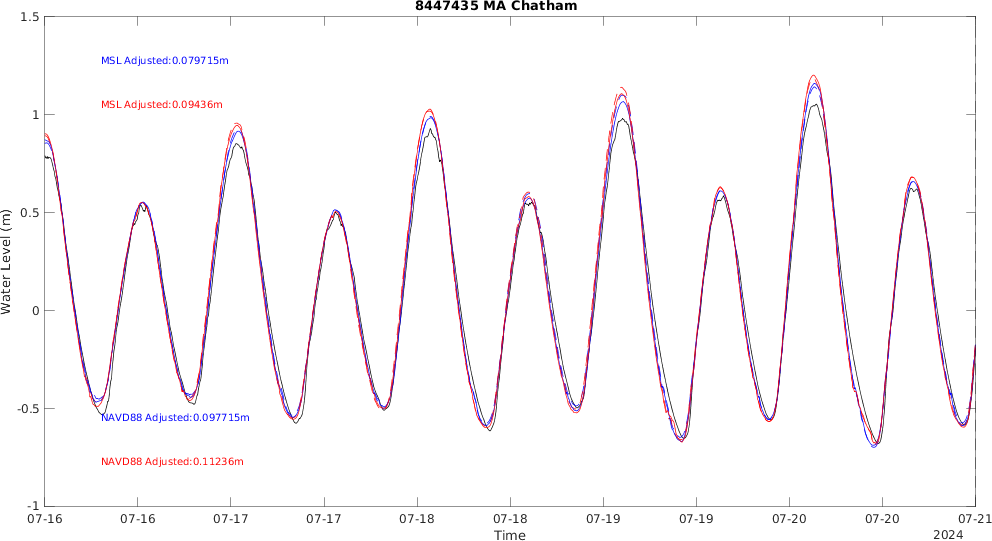 8447435 MA Chatham
1.5
MSL Adjusted:0.079715m
MSL Adjusted:0.09436m
1
0.5
Water Level (m)
0
-0.5
NAVD88 Adjusted:0.097715m
NAVD88 Adjusted:0.11236m
-1
07-16 07-16 07-17 07-17 07-18 07-18 07-19 07-19 07-20 07-20 07-21
Time
2024